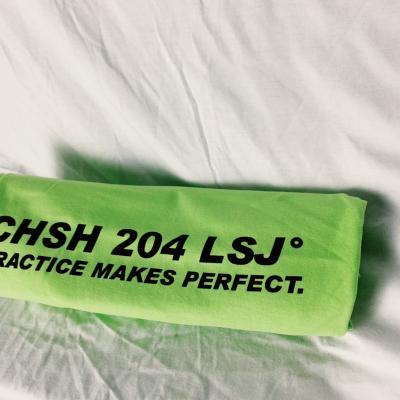 CHSH 204 LSJ°
RACTICE MAKES PERFECT.